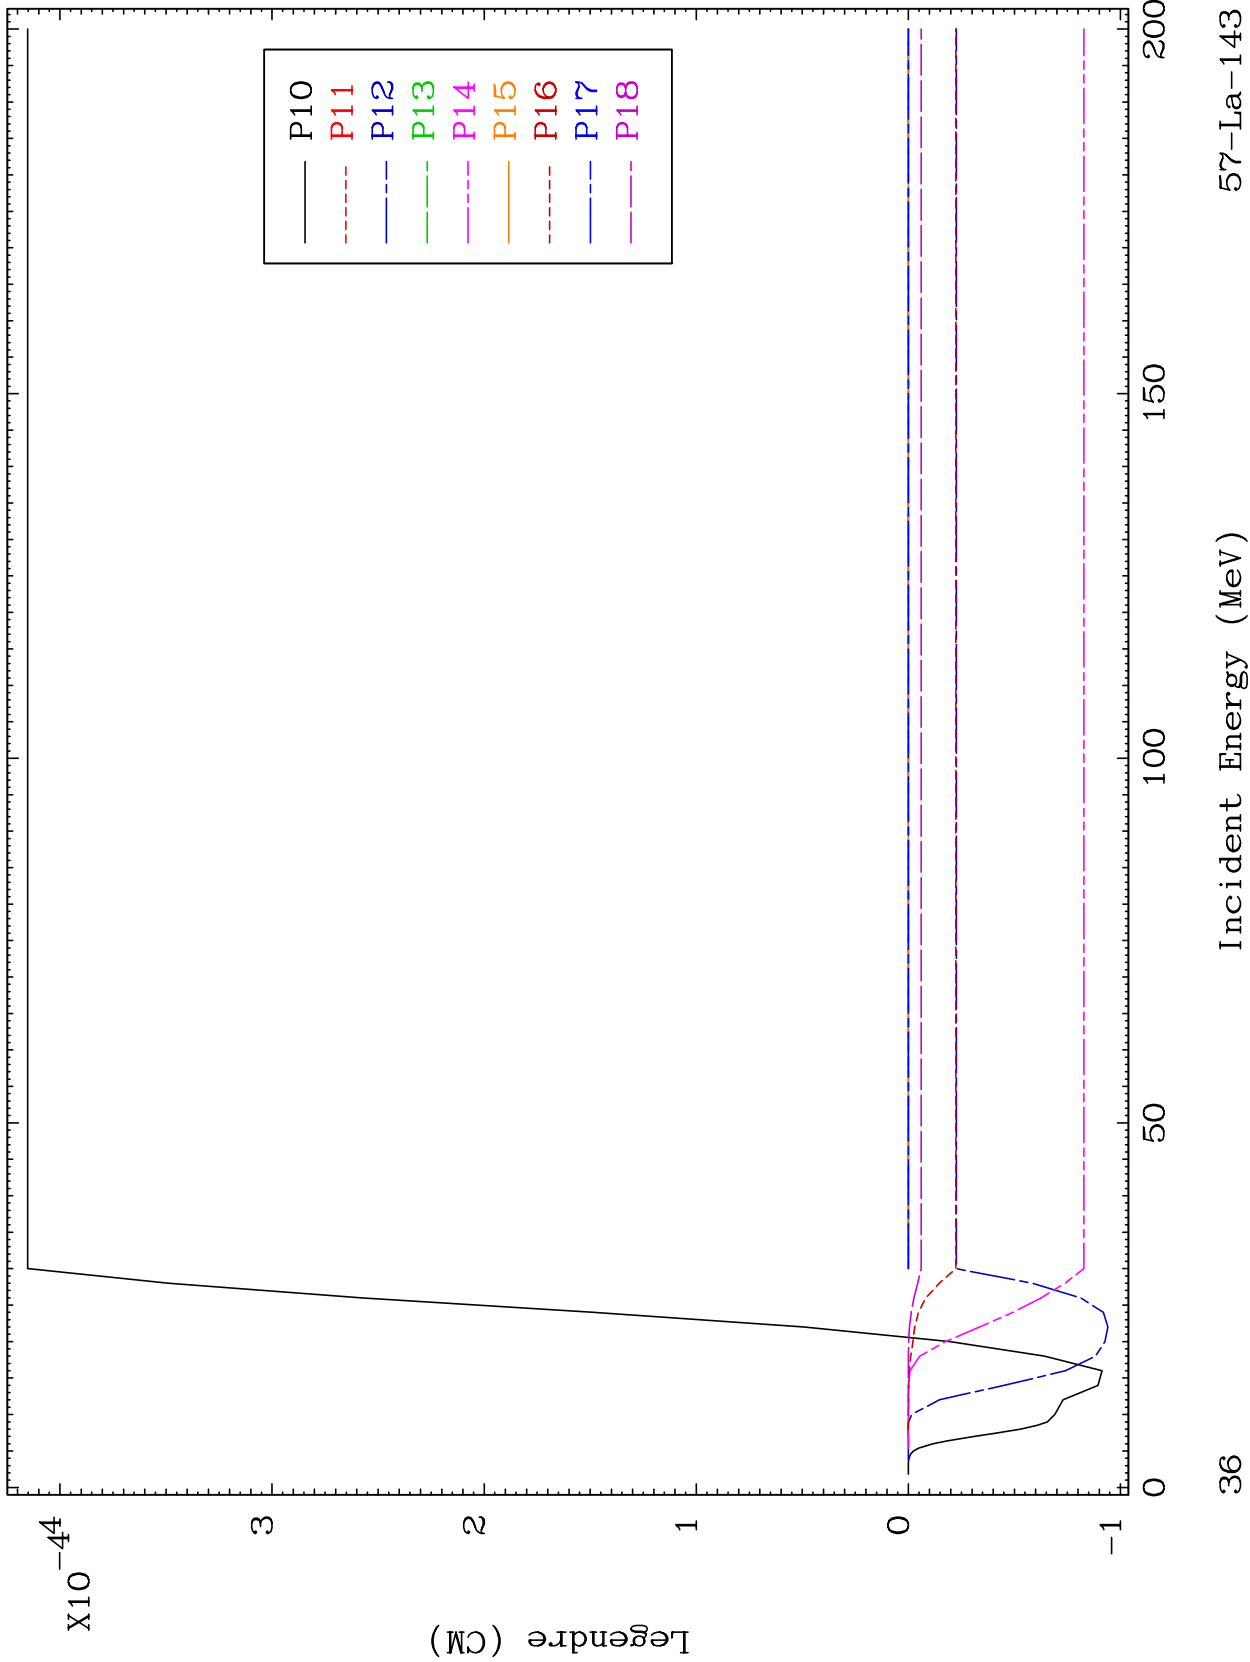 X10-4
4
3
2
1
0
-1
Legendre (CM)
P10
P11
P12
P13
P14
P15
P16
P17
P18
0
50
100
150
200
36
Incident Energy (MeV)
57-La-143